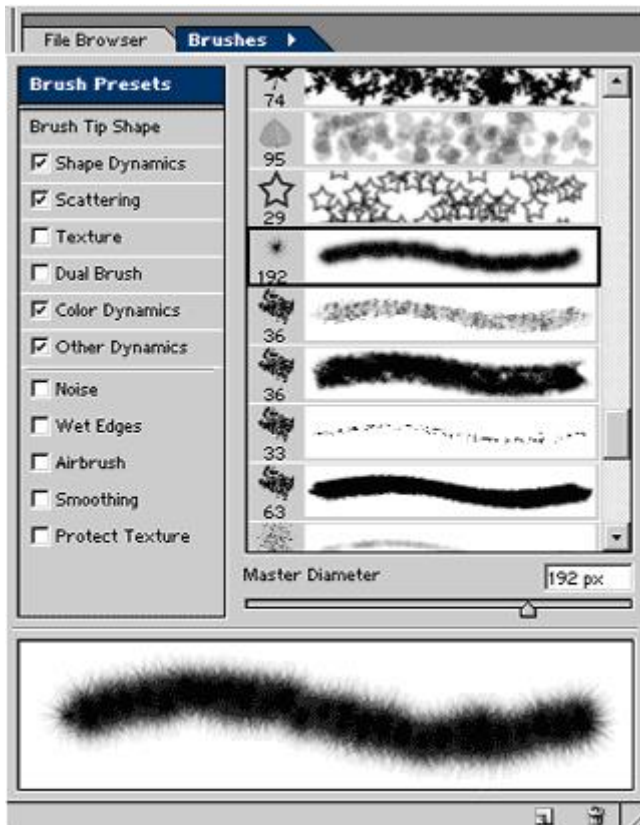 File Browser
Brushes
Brush Presets
Brush Tip Shape
Shape Dynamics
Scattering
Texture
Dual Brush
Color Dynamics
Other Dynamics
Noise
Wet Edges
Airbrush
Smoothing
Protect Texture
74
95
29
192
36
36
33
63
Master Diameter
192 px